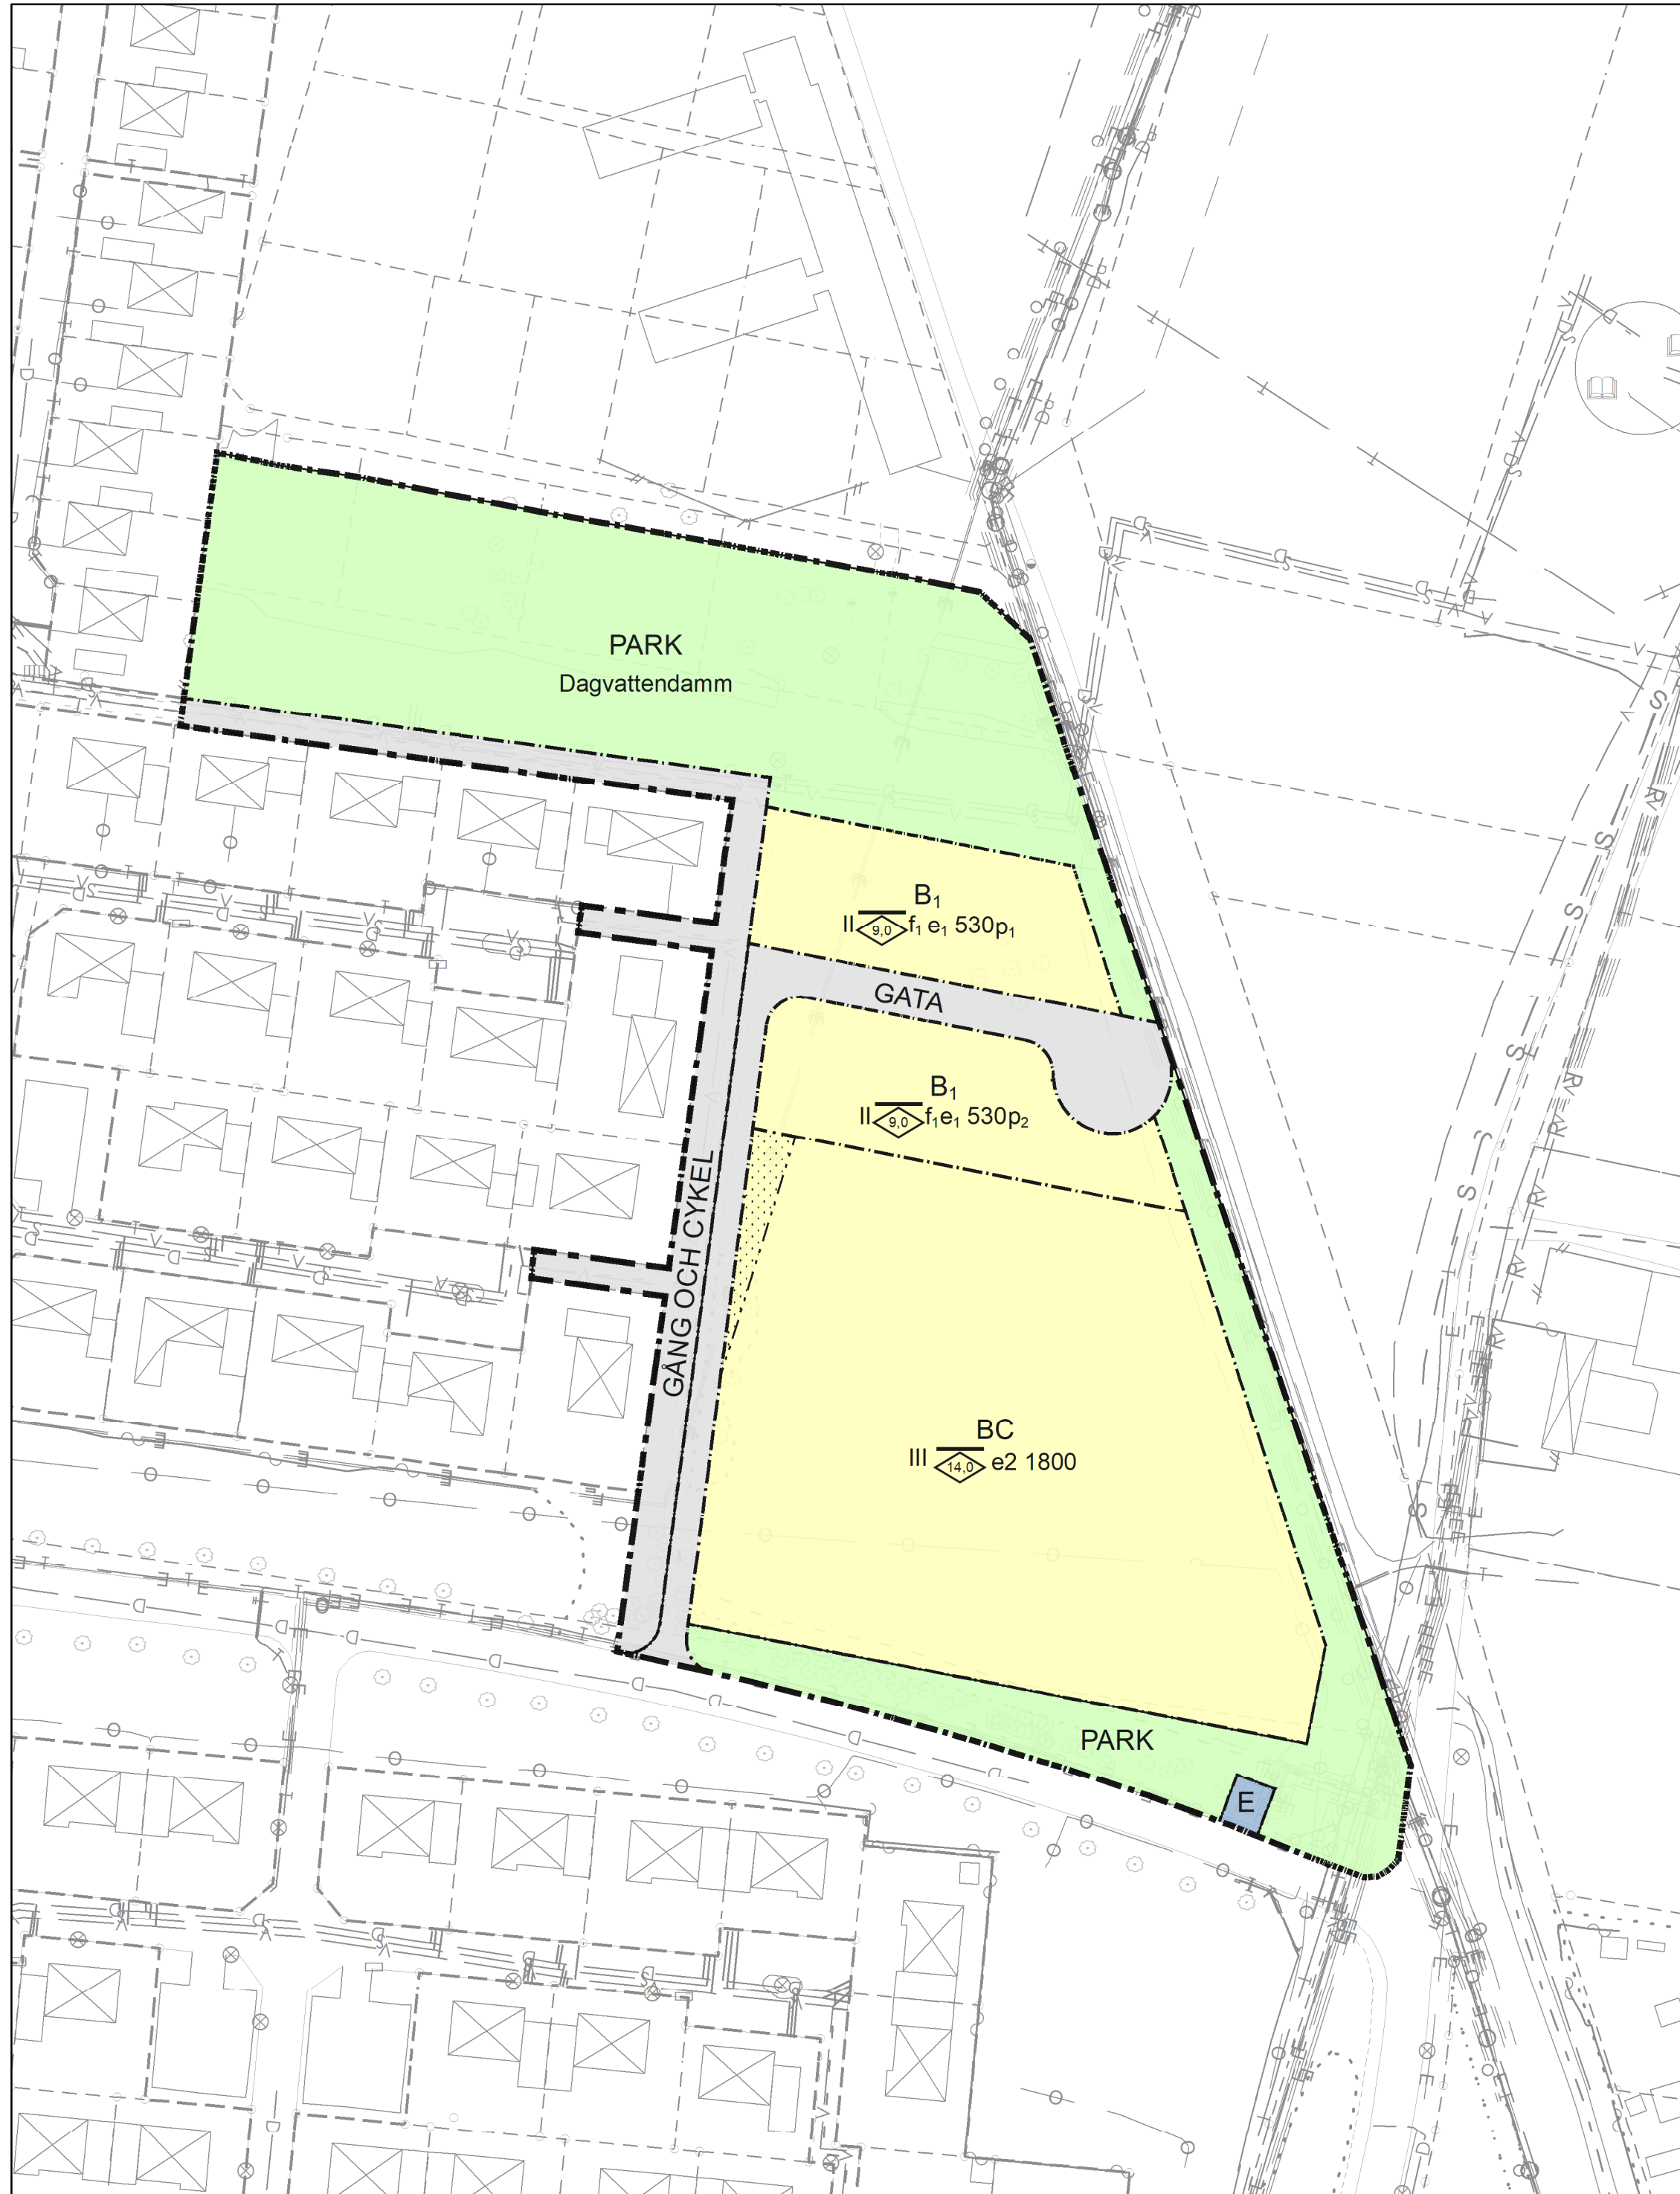 PARK
Dagvattendamm
B1
II 9,0 f1 e1 530p1
GATA
B1
II 9,0 f1e1 530p2
GÅNG OCH CYKEL
BC
III 14,0 e2 1800
PARK
E